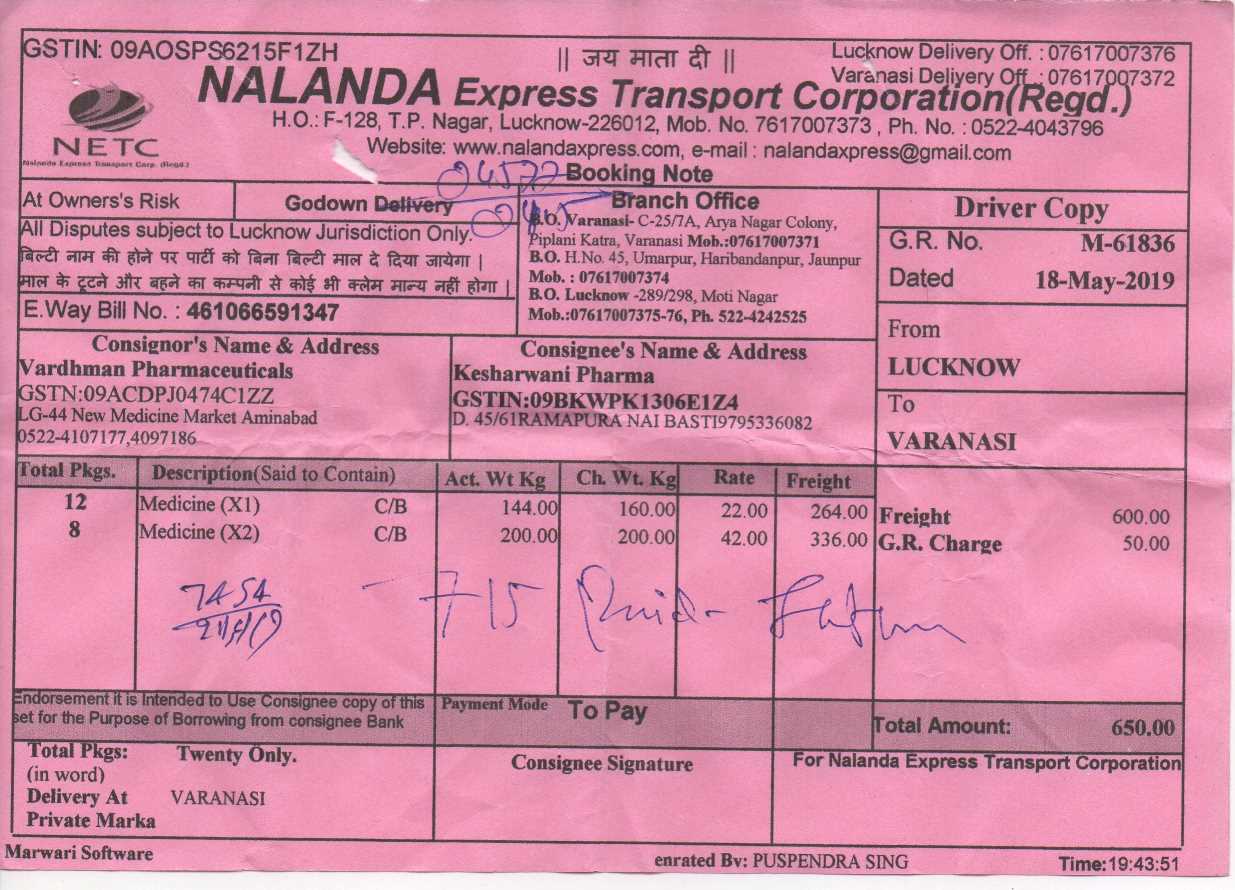 GSTIN: 09AOSPS6215F1ZH
|| जय माता दी ||
Lucknow Delivery Off. : 07617007376
Varanasi Deliyery Off. : 07617007372
NALANDA Express Transport Corporation(Regd.)
NETC
Nalanda Express Transport Corp. (Regd.)
H.O.: F-128, T.P. Nagar, Lucknow-226012, Mob. No. 7617007373 , Ph. No. : 0522-4043796
Website: www.nalandaxpress.com, e-mail : nalandaxpress@gmail.com
Booking Note
At Owner's Risk
Godown Delivery
All Disputes subject to Lucknow Jurisdiction Only.
बिल्टी नाम की होने पर पार्टी को बिना बिल्टी माल दे दिया जायेगा |
माल के टूटने और बहने का कम्पनी से कोई भी क्लेम मान्य नहीं होगा |
E.Way Bill No. : 461066591347
Branch Office
B.O. Varanasi- C-25/7A, Arya Nagar Colony,
Piplani Katra, Varanasi Mob.:07617007371
B.O. H.No. 45, Umarpur, Haribandanpur, Jaunpur
Mob. : 07617007374
B.O. Lucknow -289/298, Moti Nagar
Mob.:07617007375-76, Ph. 522-4242525
Driver Copy
G.R. No. M-61836
Dated 18-May-2019
From
LUCKNOW
To
VARANASI
Consignor's Name & Address
Vardhman Pharmaceuticals
GSTN:09ACDPJ0474C1ZZ
LG-44 New Medicine Market Aminabad
0522-4107177,4097186
Consignee's Name & Address
Kesharwani Pharma
GSTIN:09BKWPK1306E1Z4
D. 45/61RAMAPURA NAI BASTI9795336082
Total Pkgs. Description(Said to Contain) Act. Wt Kg Ch. Wt. Kg Rate Freight
12 Medicine (X1) C/B 144.00 160.00 22.00 264.00
8 Medicine (X2) C/B 200.00 200.00 42.00 336.00
Freight 600.00
G.R. Charge 50.00
715
Endorsement it is Intended to Use Consignee copy of this
set for the Purpose of Borrowing from consignee Bank
Payment Mode To Pay
Total Amount: 650.00
Total Pkgs: Twenty Only.
(in word)
Delivery At VARANASI
Private Marka
Consignee Signature
For Nalanda Express Transport Corporation
Marwari Software
enrated By: PUSPENDRA SING
Time:19:43:51